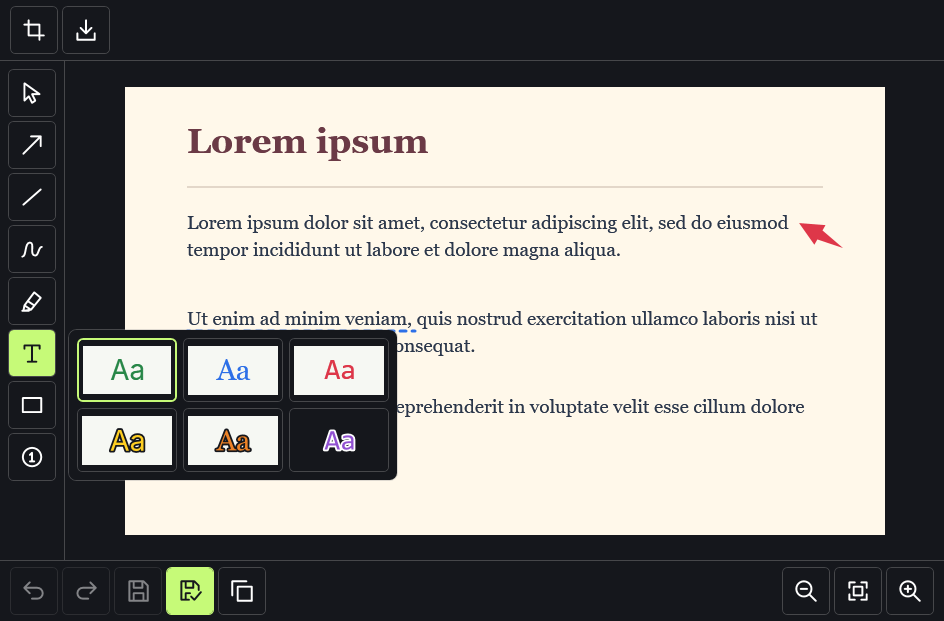 Lorem ipsum
Lorem ipsum dolor sit amet, consectetur adipiscing elit, sed do eiusmod
tempor incididunt ut labore et dolore magna aliqua.
Ut enim ad minim veniam, quis nostrud exercitation ullamco laboris nisi ut
onsequat.
eprehenderit in voluptate velit esse cillum dolore
T
Aa Aa Aa
Aa Aa Aa
1